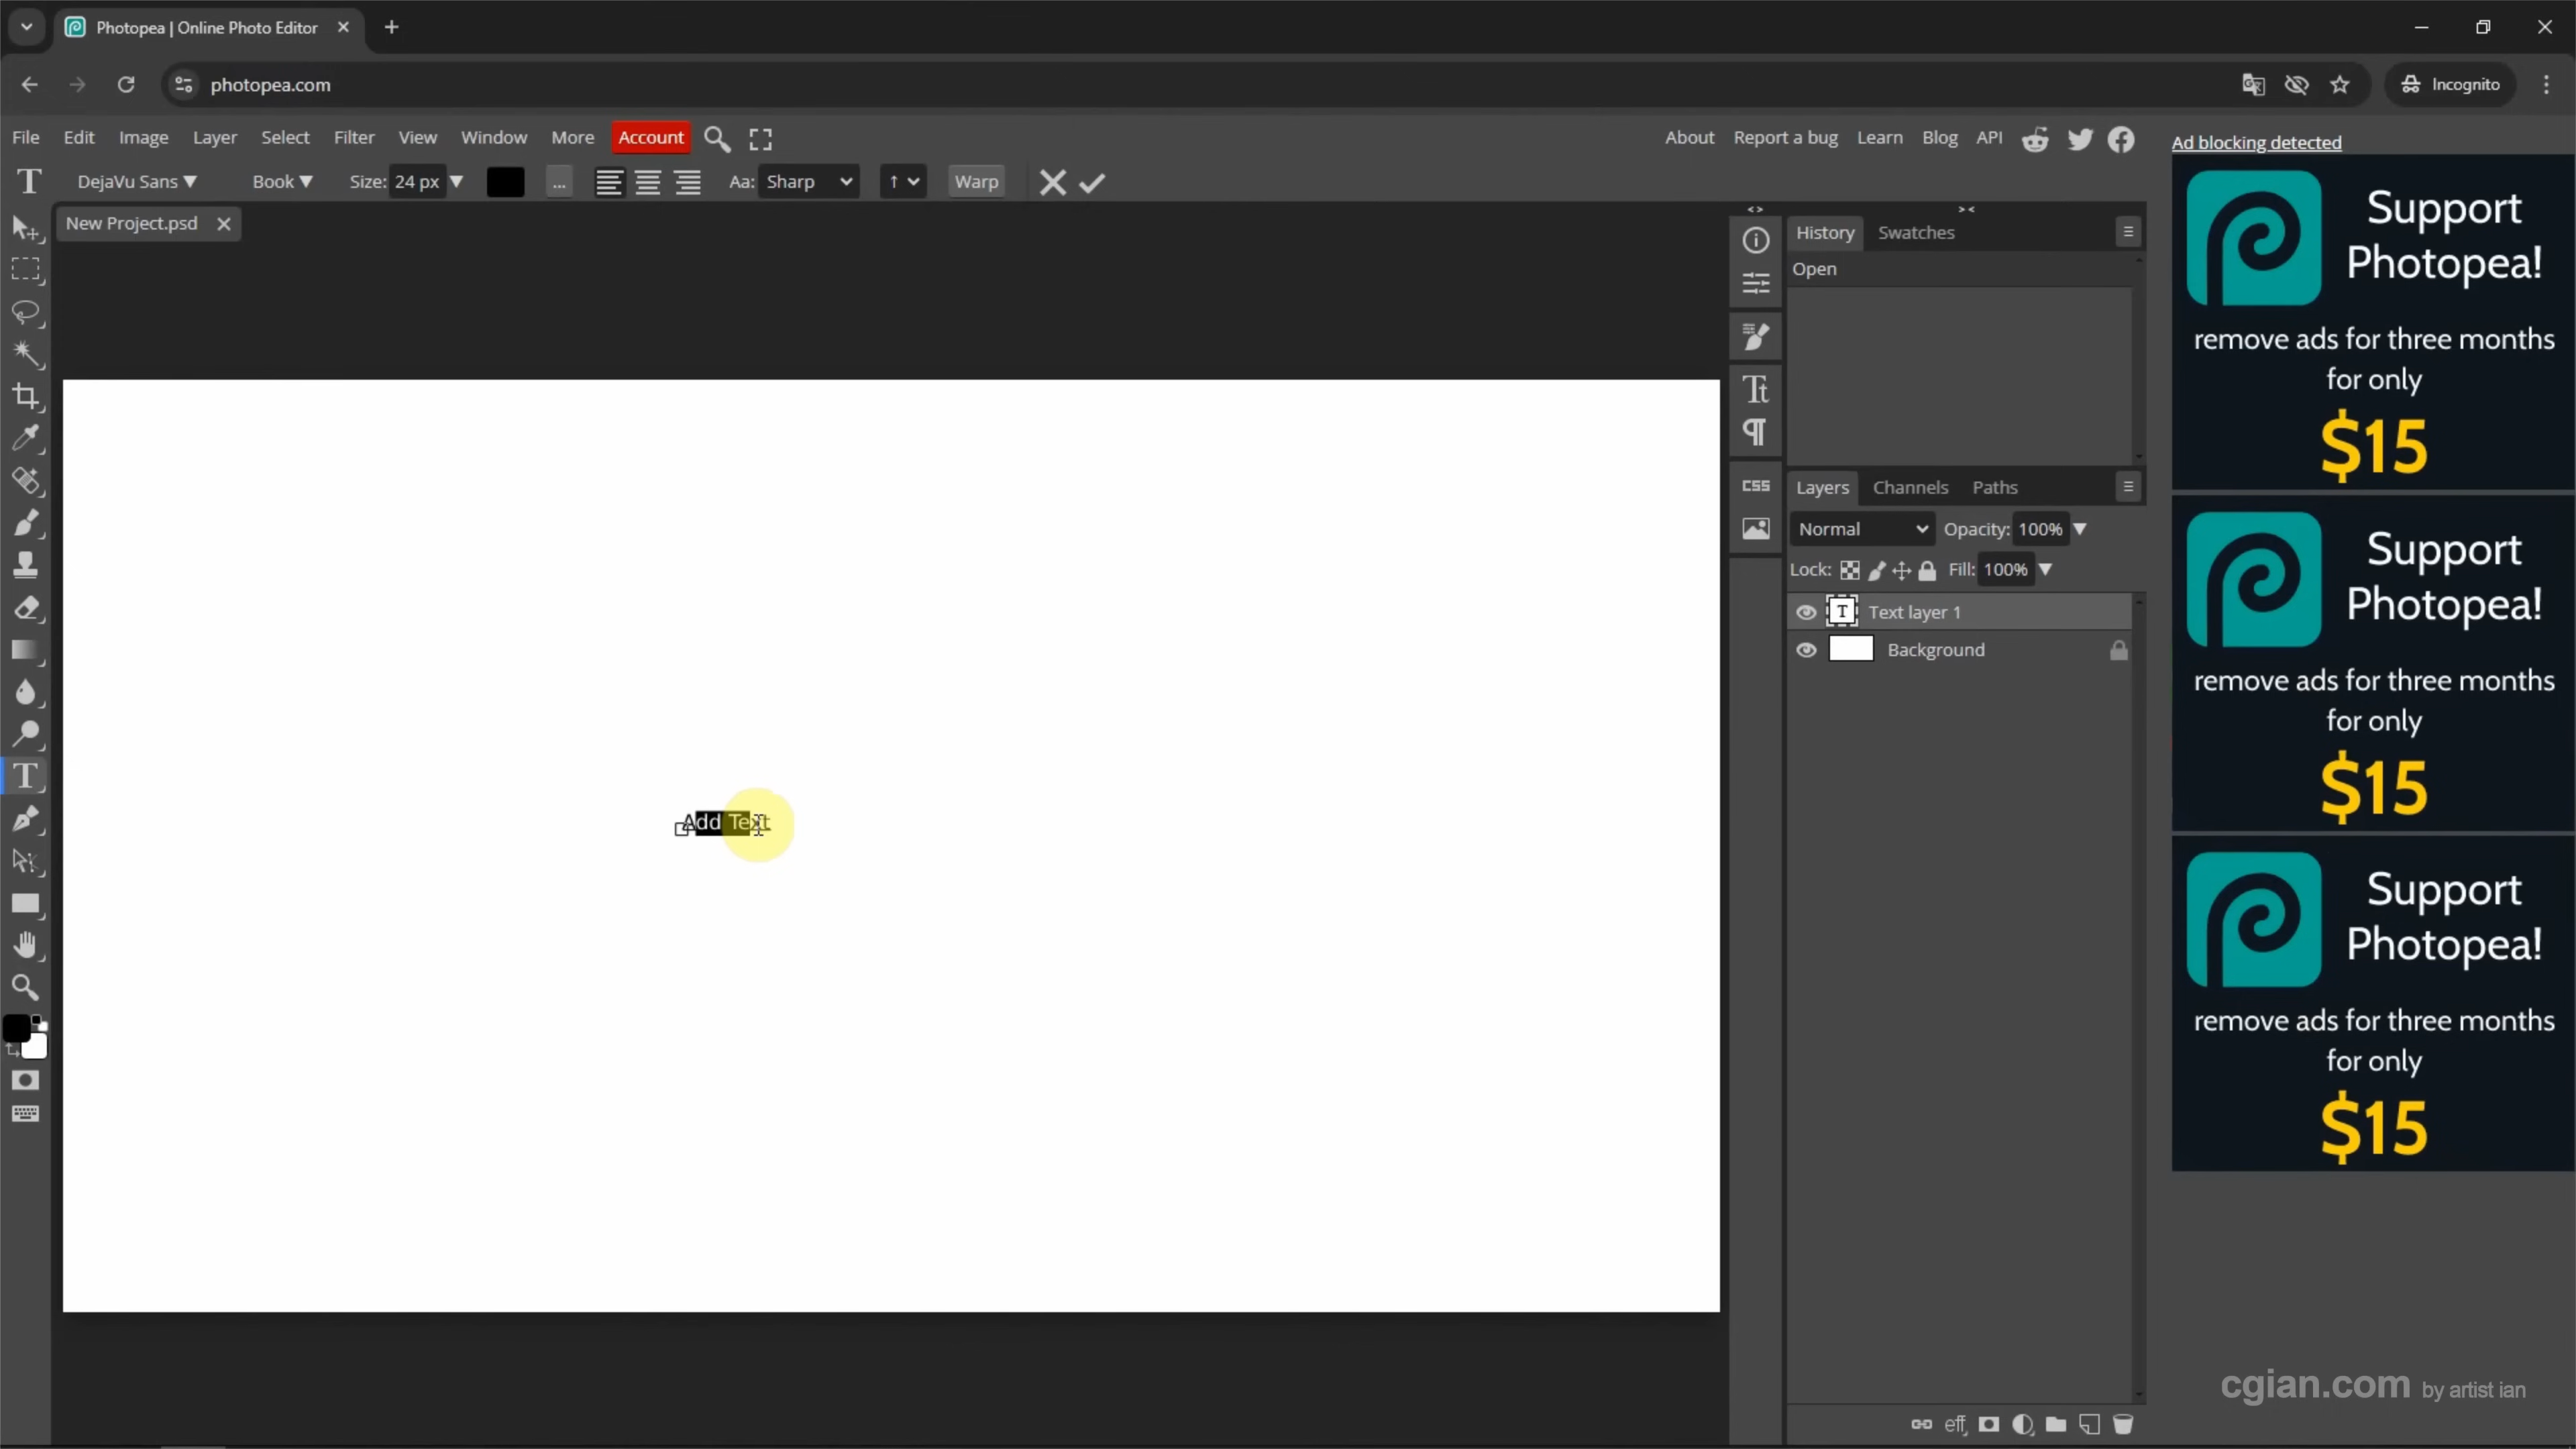 Photopea | Online Photo Editor
photopea.com
Incognito
File Edit Image Layer Select Filter View Window More Account
About Report a bug Learn Blog API
Ad blocking detected
T DejaVu Sans Book Size: 24 px ... Aa: Sharp ↑ Warp
New Project.psd
History Swatches
Open
Tt
CSS
Layers Channels Paths
Normal Opacity: 100%
Lock: Fill: 100%
T Text layer 1
Background
T
Add Text
eff
Support
Photopea!
remove ads for three months
for only
$15
Support
Photopea!
remove ads for three months
for only
$15
Support
Photopea!
remove ads for three months
for only
$15
cgian.com by artist ian